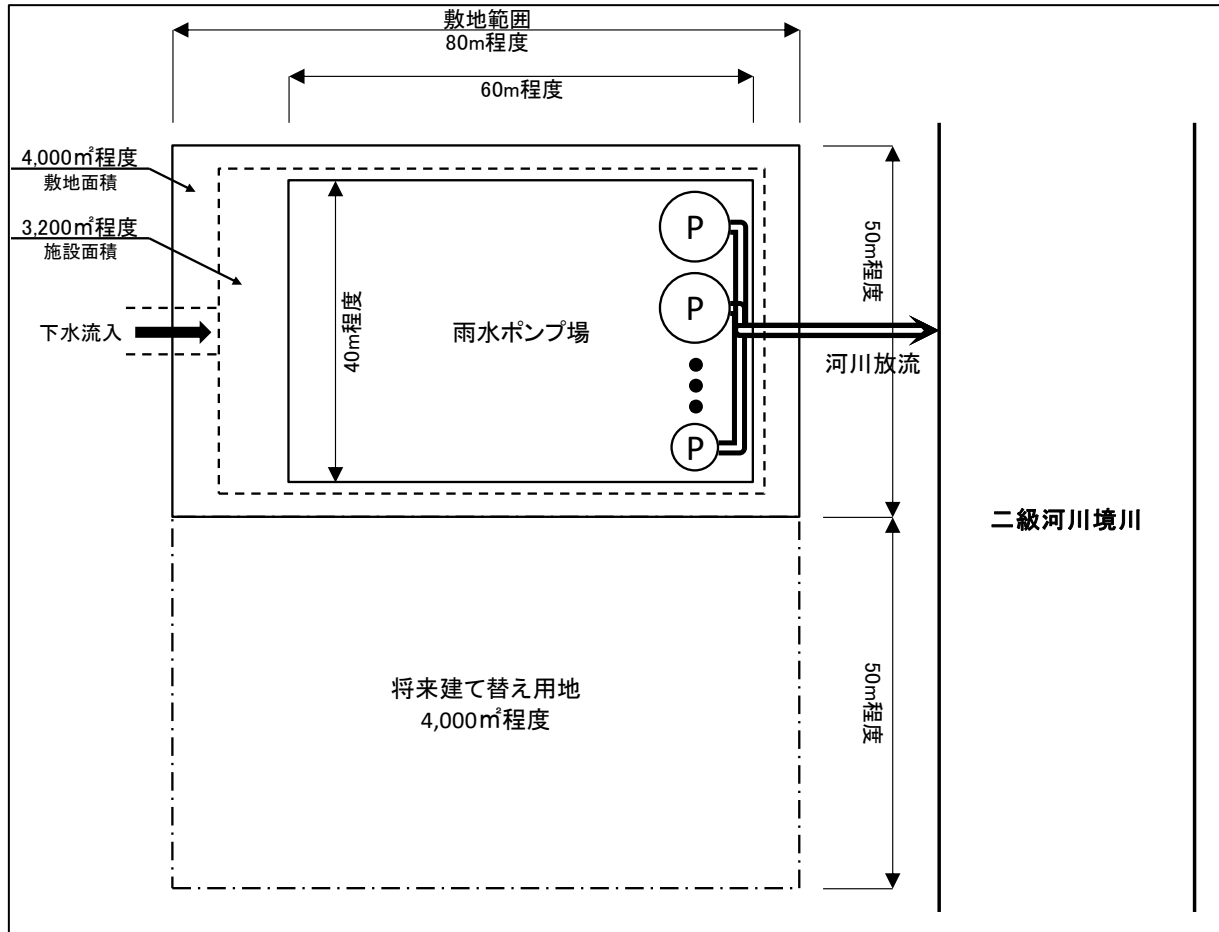 敷地範囲
80m程度
60m程度
4,000㎡程度
敷地面積
3,200㎡程度
施設面積
下水流入
40m程度
雨水ポンプ場
P
P
P
50m程度
河川放流
二級河川境川
将来建て替え用地
4,000㎡程度
50m程度